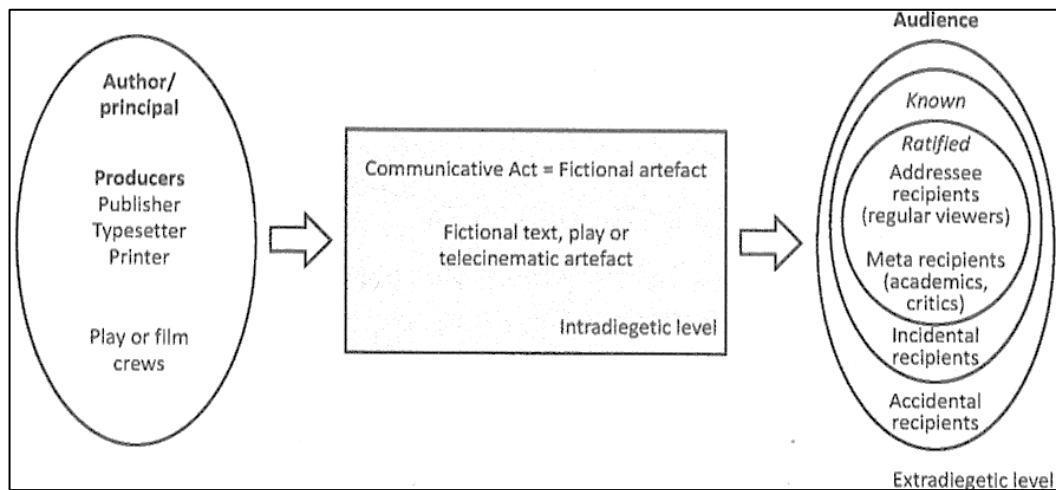 Author/
principal
Producers
Publisher
Typesetter
Printer
Play or film
crews
Communicative Act = Fictional artefact
Fictional text, play or
telecinematic artefact
Intradiegetic level
Audience
Known
Ratified
Addressee
recipients
(regular viewers)
Meta recipients
(academics,
critics)
Incidental
recipients
Accidental
recipients
Extradiegetic level